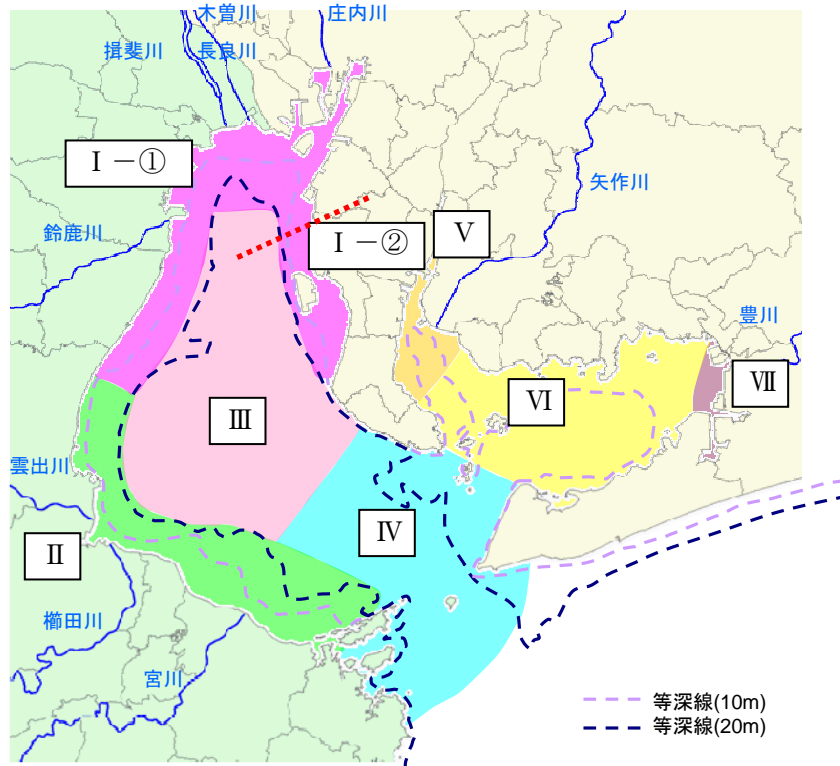 木曽川
庄内川
揖斐川
長良川
Ⅰ－①
矢作川
鈴鹿川
Ⅰ－②
Ⅴ
豊川
Ⅶ
Ⅵ
Ⅲ
雲出川
Ⅳ
Ⅱ
櫛田川
宮川
等深線(10m)
等深線(20m)